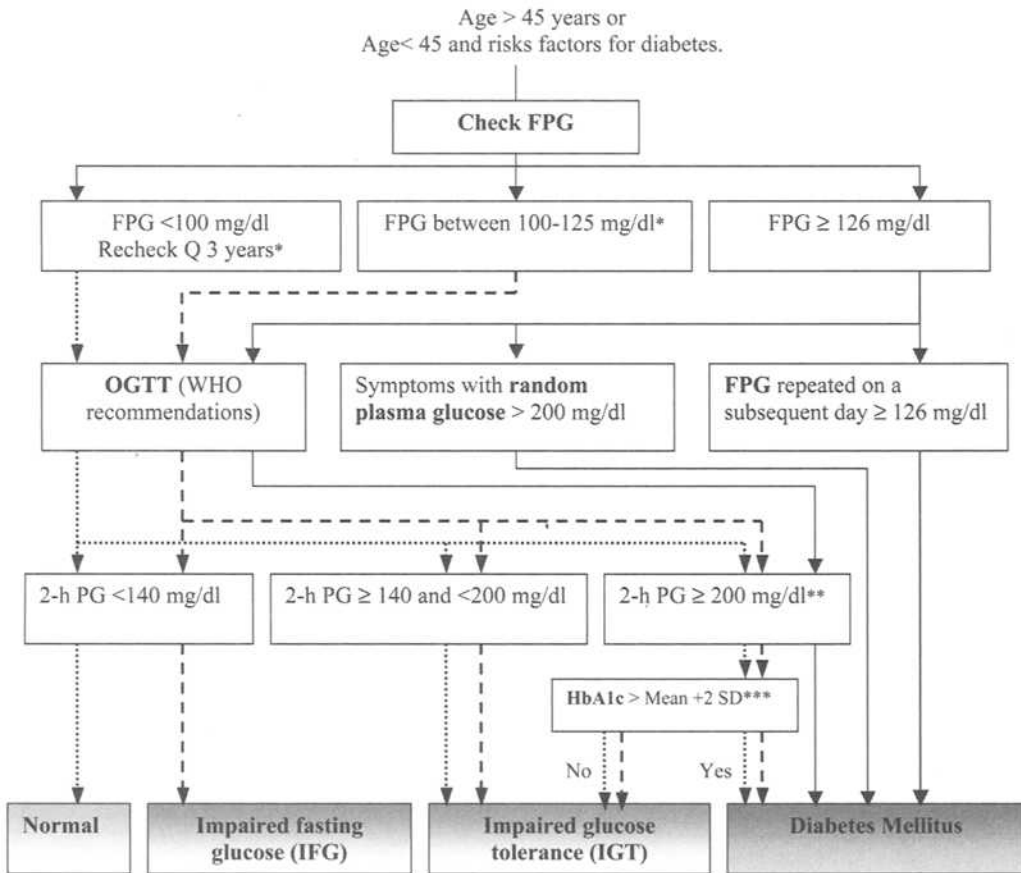 Age > 45 years or
Age< 45 and risks factors for diabetes.
Check FPG
FPG <100 mg/dl
Recheck Q 3 years*
FPG between 100-125 mg/dl*
FPG ≥ 126 mg/dl
OGTT (WHO
recommendations)
Symptoms with random
plasma glucose > 200 mg/dl
FPG repeated on a
subsequent day ≥ 126 mg/dl
2-h PG <140 mg/dl
2-h PG ≥ 140 and <200 mg/dl
2-h PG ≥ 200 mg/dl**
HbA1c > Mean +2 SD***
No
Yes
Normal
Impaired fasting
glucose (IFG)
Impaired glucose
tolerance (IGT)
Diabetes Mellitus